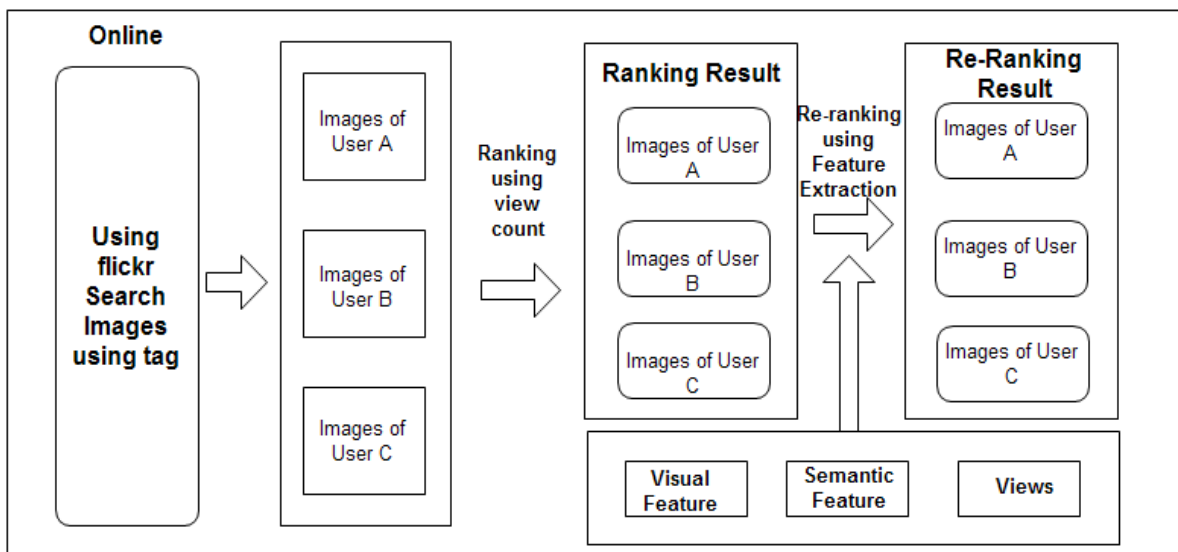 Online
Using
flickr
Search
Images
using tag
Images of
User A
Images of
User B
Images of
User C
Ranking
using
view
count
Ranking Result
Images of User
A
Images of User
B
Images of User
C
Re-ranking
using
Feature
Extraction
Re-Ranking
Result
Images of User
A
Images of User
B
Images of User
C
Visual
Feature
Semantic
Feature
Views